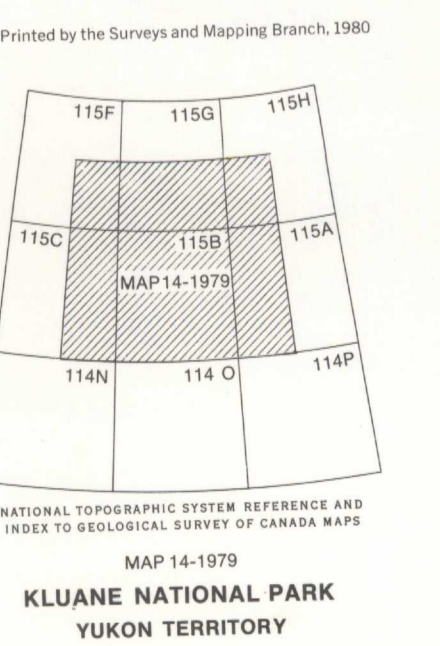 Printed by the Surveys and Mapping Branch, 1980
115F
115G
115H
115C
115B
115A
MAP 14-1979
114N
114 O
114P
NATIONAL TOPOGRAPHIC SYSTEM REFERENCE AND
INDEX TO GEOLOGICAL SURVEY OF CANADA MAPS
MAP 14-1979
KLUANE NATIONAL PARK
YUKON TERRITORY